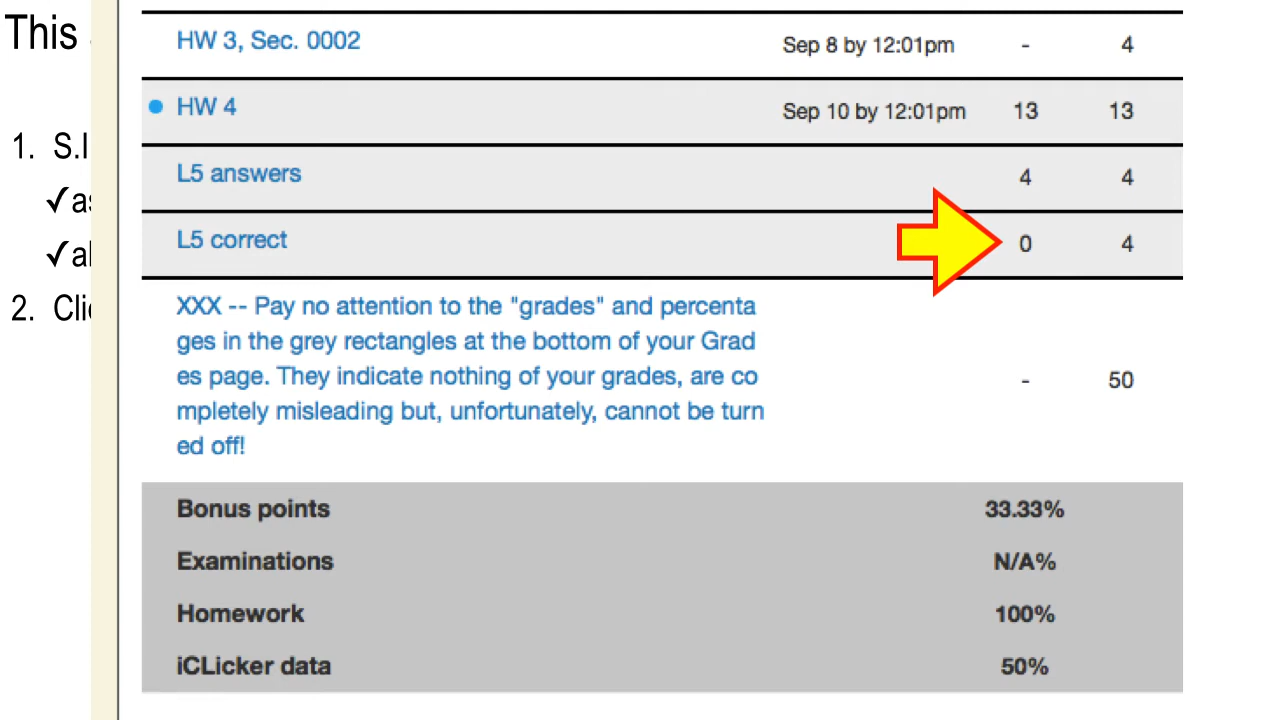 This
HW 3, Sec. 0002 Sep 8 by 12:01pm - 4
HW 4 Sep 10 by 12:01pm 13 13
1. S.I
L5 answers 4 4
✓
L5 correct 0 4
✓
2.
XXX -- Pay no attention to the "grades" and percenta
ges in the grey rectangles at the bottom of your Grad
es page. They indicate nothing of your grades, are co
mpletely misleading but, unfortunately, cannot be turn
ed off!
- 50
Bonus points 33.33%
Examinations N/A%
Homework 100%
iCLicker data 50%